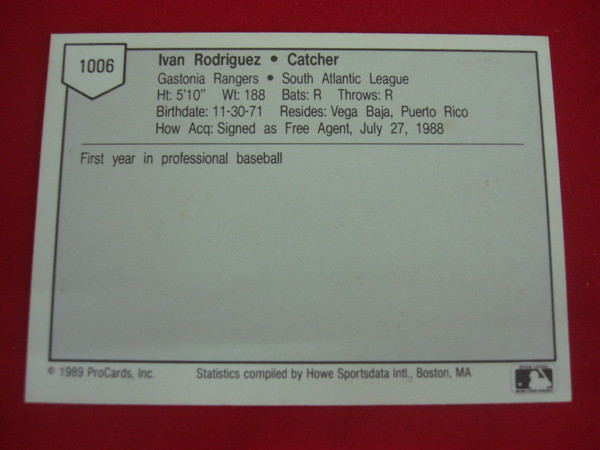 1006
Ivan Rodriguez • Catcher
Gastonia Rangers • South Atlantic League
Ht: 5'10" Wt: 188 Bats: R Throws: R
Birthdate: 11-30-71 Resides: Vega Baja, Puerto Rico
How Acq: Signed as Free Agent, July 27, 1988
First year in professional baseball
© 1989 ProCards, Inc. Statistics compiled by Howe Sportsdata Intl., Boston, MA